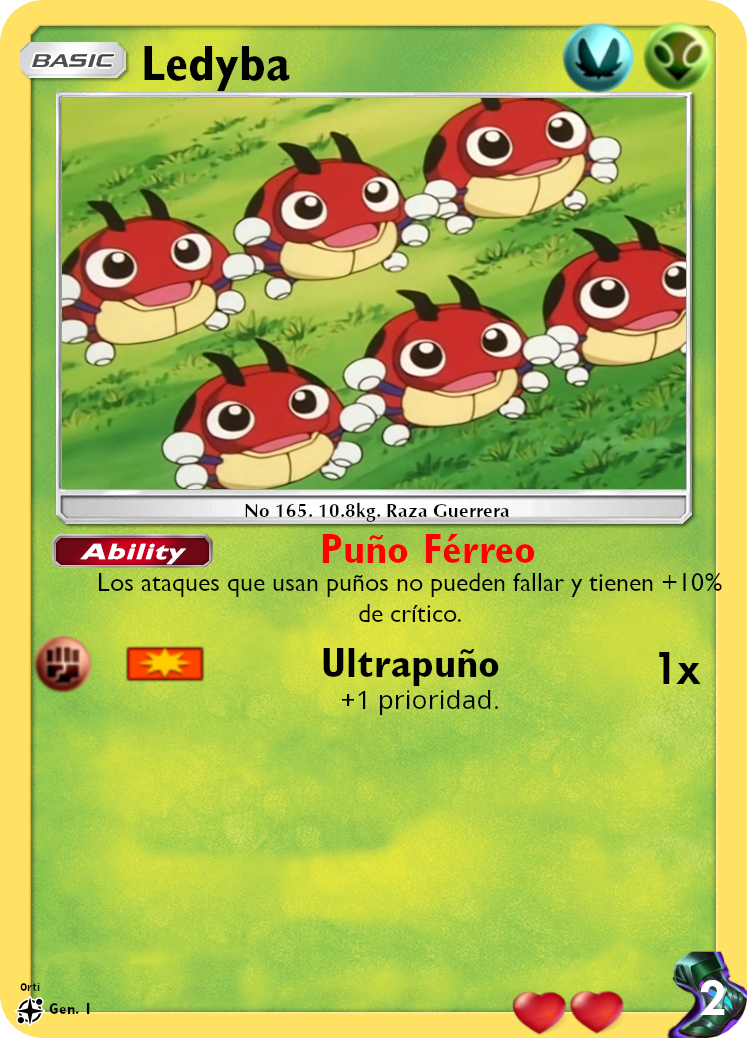 BASIC Ledyba
No 165. 10.8kg. Raza Guerrera
Ability Puño Férreo
Los ataques que usan puños no pueden fallar y tienen +10%
de crítico.
Ultrapuño 1x
+1 prioridad.
Orti
Gen. 1
2